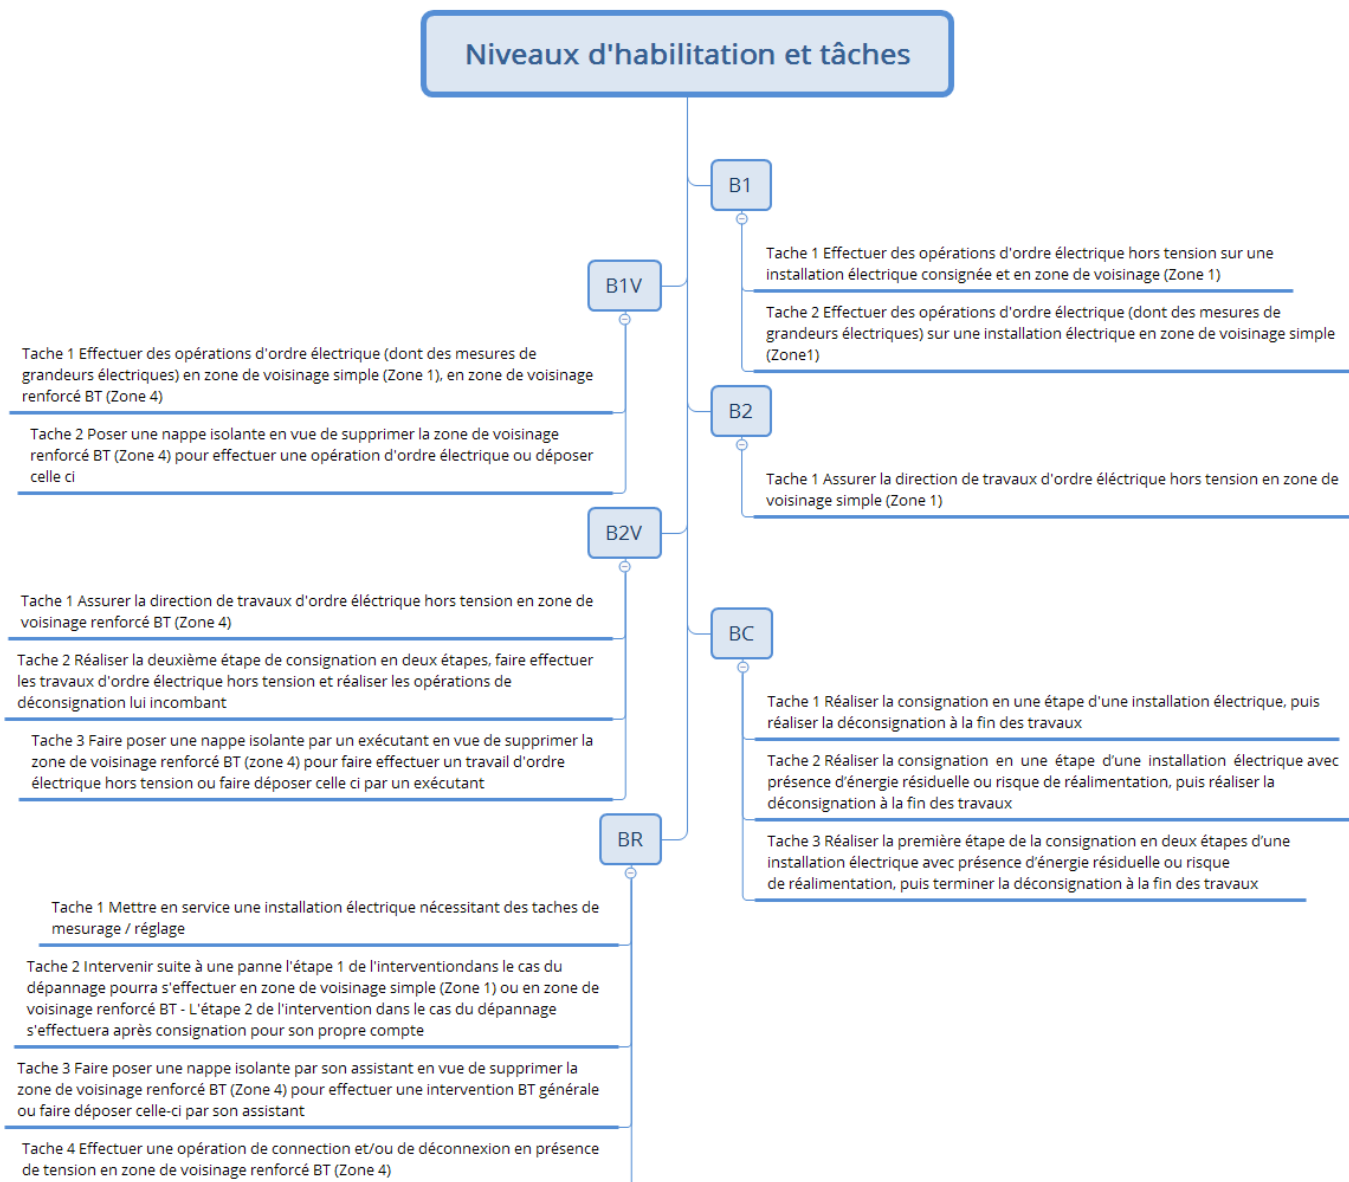 Niveaux d'habilitation et tâches
B1
Tache 1 Effectuer des opérations d'ordre électrique hors tension sur une
installation électrique consignée et en zone de voisinage (Zone 1)
Tache 2 Effectuer des opérations d'ordre électrique (dont des mesures de
grandeurs électriques) sur une installation électrique en zone de voisinage simple
(Zone1)
B1V
Tache 1 Effectuer des opérations d'ordre électrique (dont des mesures de
grandeurs électriques) en zone de voisinage simple (Zone 1), en zone de voisinage
renforcé BT (Zone 4)
Tache 2 Poser une nappe isolante en vue de supprimer la zone de voisinage
renforcé BT (Zone 4) pour effectuer une opération d'ordre électrique ou déposer
celle ci
B2
Tache 1 Assurer la direction de travaux d'ordre éléctrique hors tension en zone de
voisinage simple (Zone 1)
B2V
Tache 1 Assurer la direction de travaux d'ordre éléctrique hors tension en zone de
voisinage renforcé BT (Zone 4)
Tache 2 Réaliser la deuxième étape de consignation en deux étapes, faire effectuer
les travaux d'ordre électrique hors tension et réaliser les opérations de
déconsignation lui incombant
Tache 3 Faire poser une nappe isolante par un exécutant en vue de supprimer la
zone de voisinage renforcé BT (zone 4) pour faire effectuer un travail d'ordre
électrique hors tension ou faire déposer celle ci par un exécutant
BC
Tache 1 Réaliser la consignation en une étape d'une installation électrique, puis
réaliser la déconsignation à la fin des travaux
Tache 2 Réaliser la consignation en une étape d’une installation électrique avec
présence d’énergie résiduelle ou risque de réalimentation, puis réaliser la
déconsignation à la fin des travaux
Tache 3 Réaliser la première étape de la consignation en deux étapes d’une
installation électrique avec présence d’énergie résiduelle ou risque
de réalimentation, puis terminer la déconsignation à la fin des travaux
BR
Tache 1 Mettre en service une installation électrique nécessitant des taches de
mesurage / réglage
Tache 2 Intervenir suite à une panne l'étape 1 de l'interventiondans le cas du
dépannage pourra s'effectuer en zone de voisinage simple (Zone 1) ou en zone de
voisinage renforcé BT - L'étape 2 de l'intervention dans le cas du dépannage
s'effectuera après consignation pour son propre compte
Tache 3 Faire poser une nappe isolante par son assistant en vue de supprimer la
zone de voisinage renforcé BT (Zone 4) pour effectuer une intervention BT générale
ou faire déposer celle-ci par son assistant
Tache 4 Effectuer une opération de connection et/ou de déconnexion en présence
de tension en zone de voisinage renforcé BT (Zone 4)